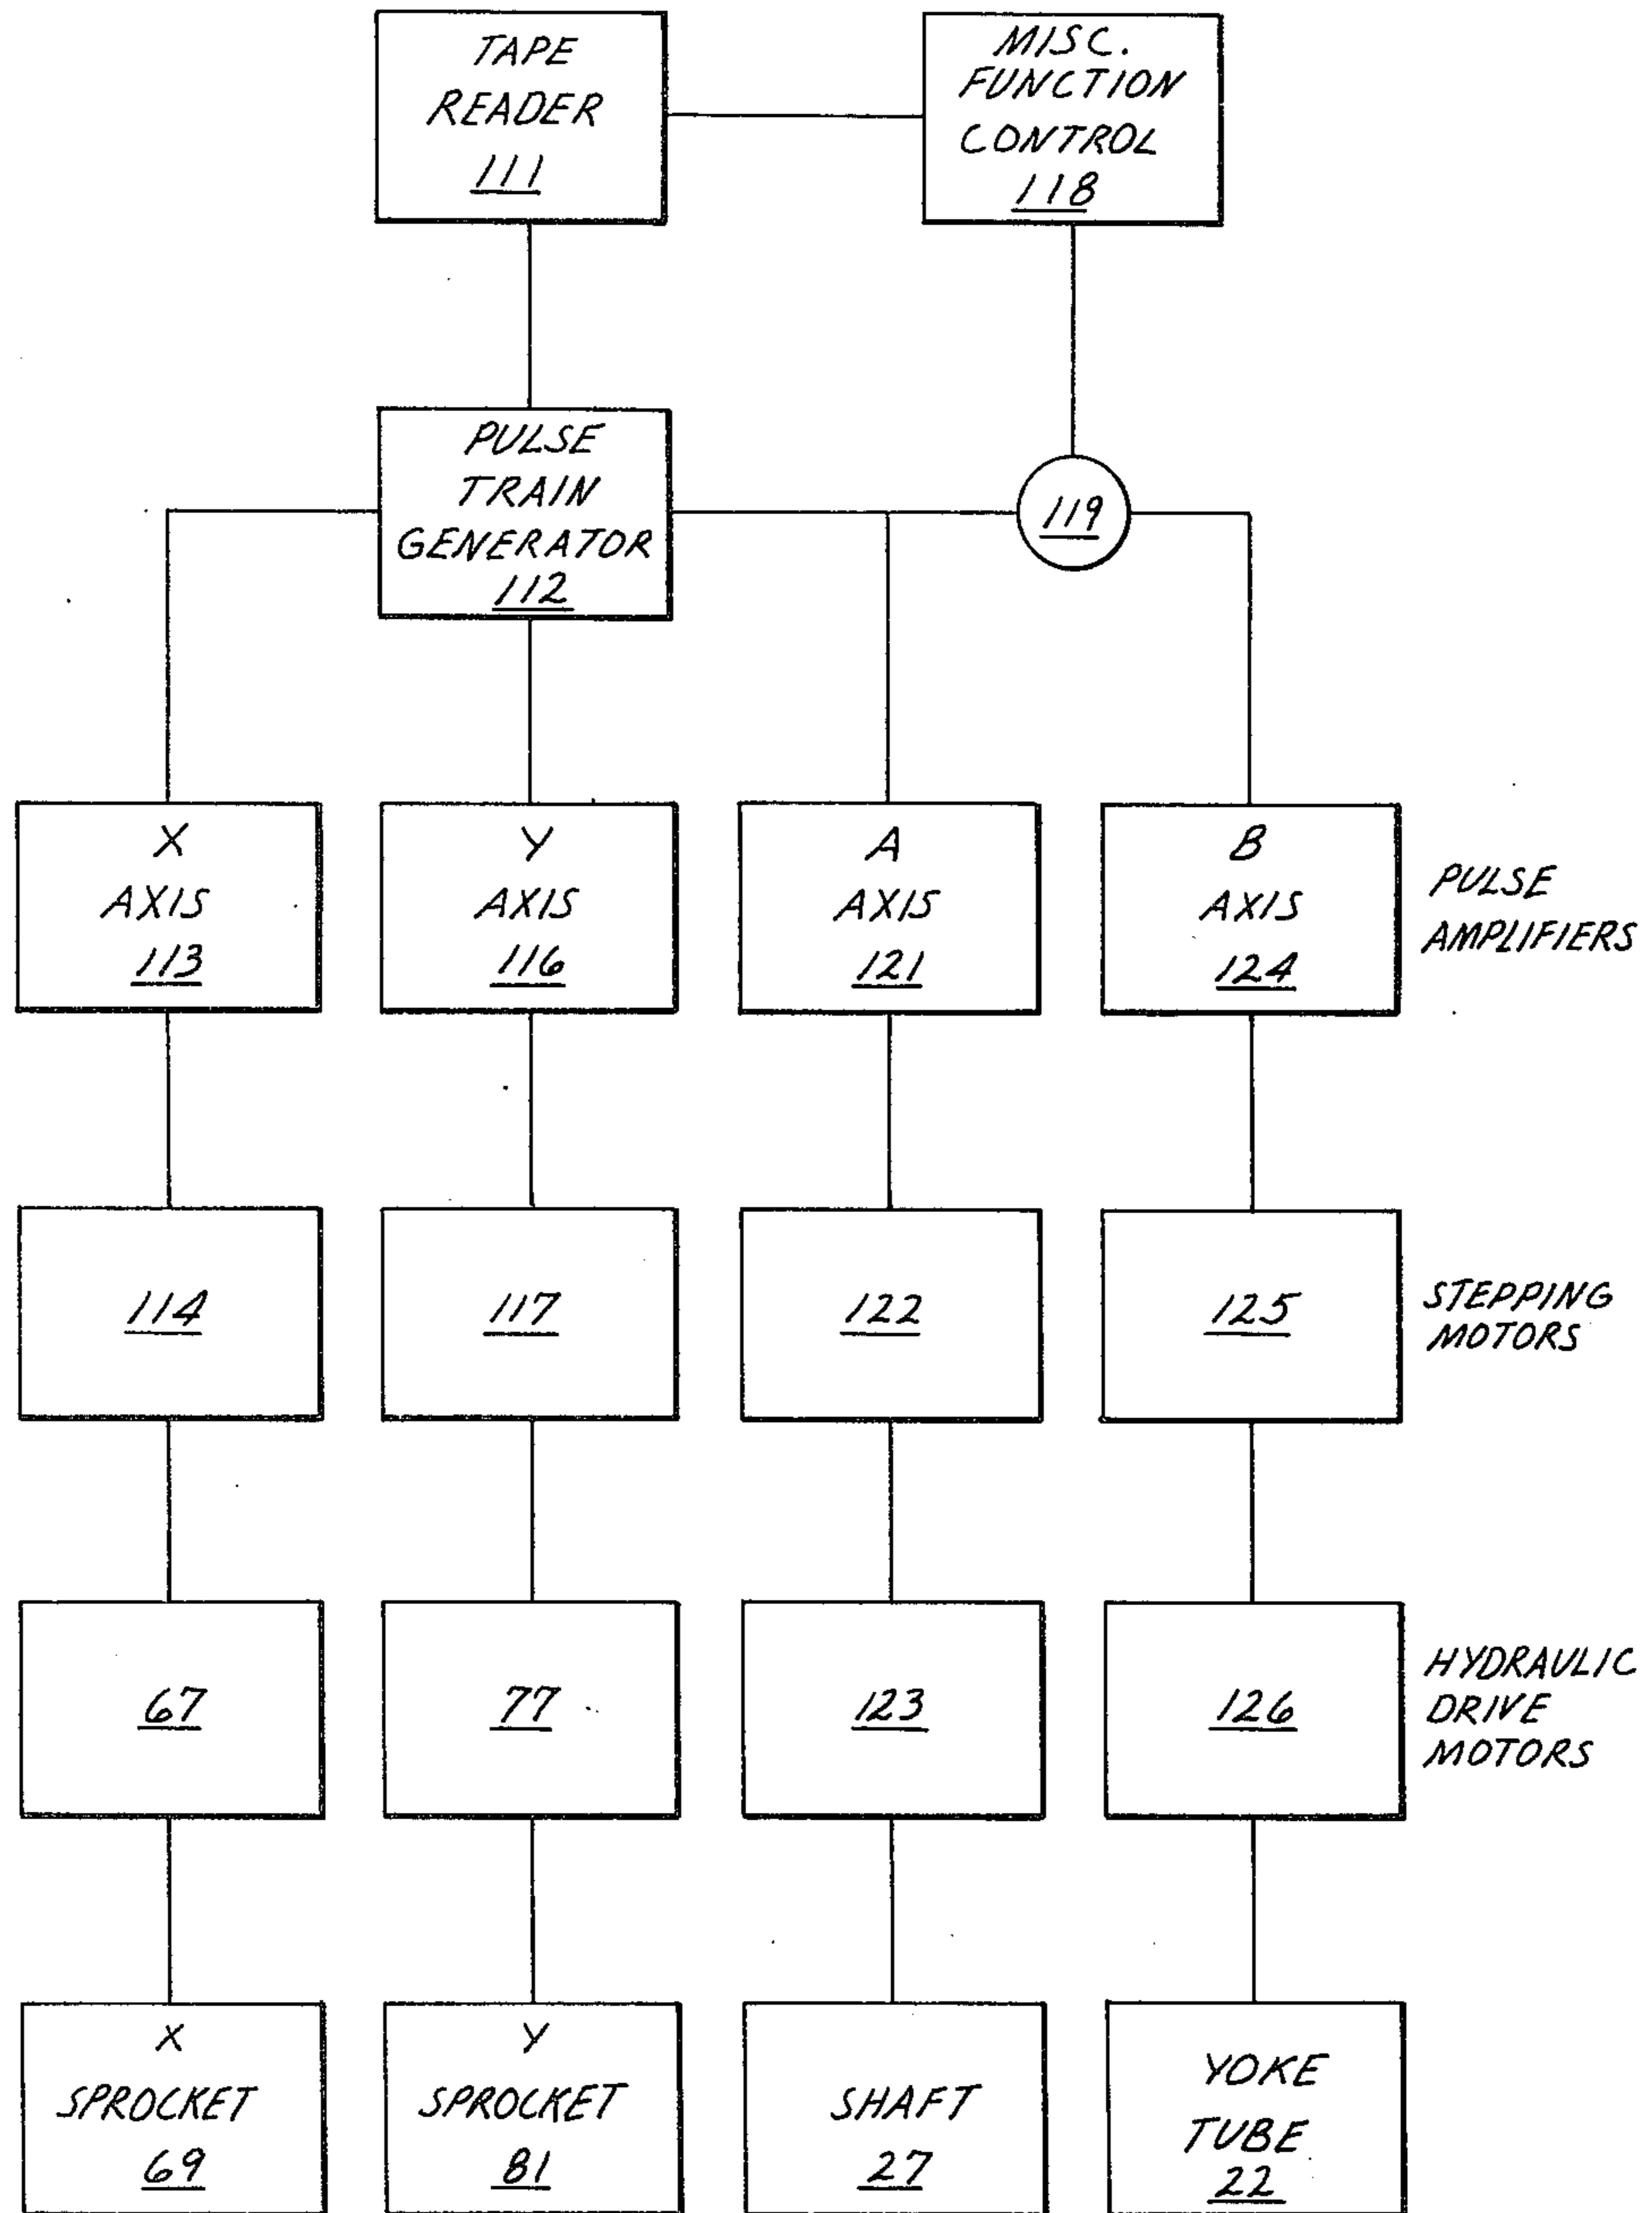 TAPE
READER
111
MISC.
FUNCTION
CONTROL
118
PULSE
TRAIN
GENERATOR
112
119
X
AXIS
113
Y
AXIS
116
A
AXIS
121
B
AXIS
124
PULSE
AMPLIFIERS
114
117
122
125
STEPPING
MOTORS
67
77
123
126
HYDRAULIC
DRIVE
MOTORS
X
SPROCKET
69
Y
SPROCKET
81
SHAFT
27
YOKE
TUBE
22